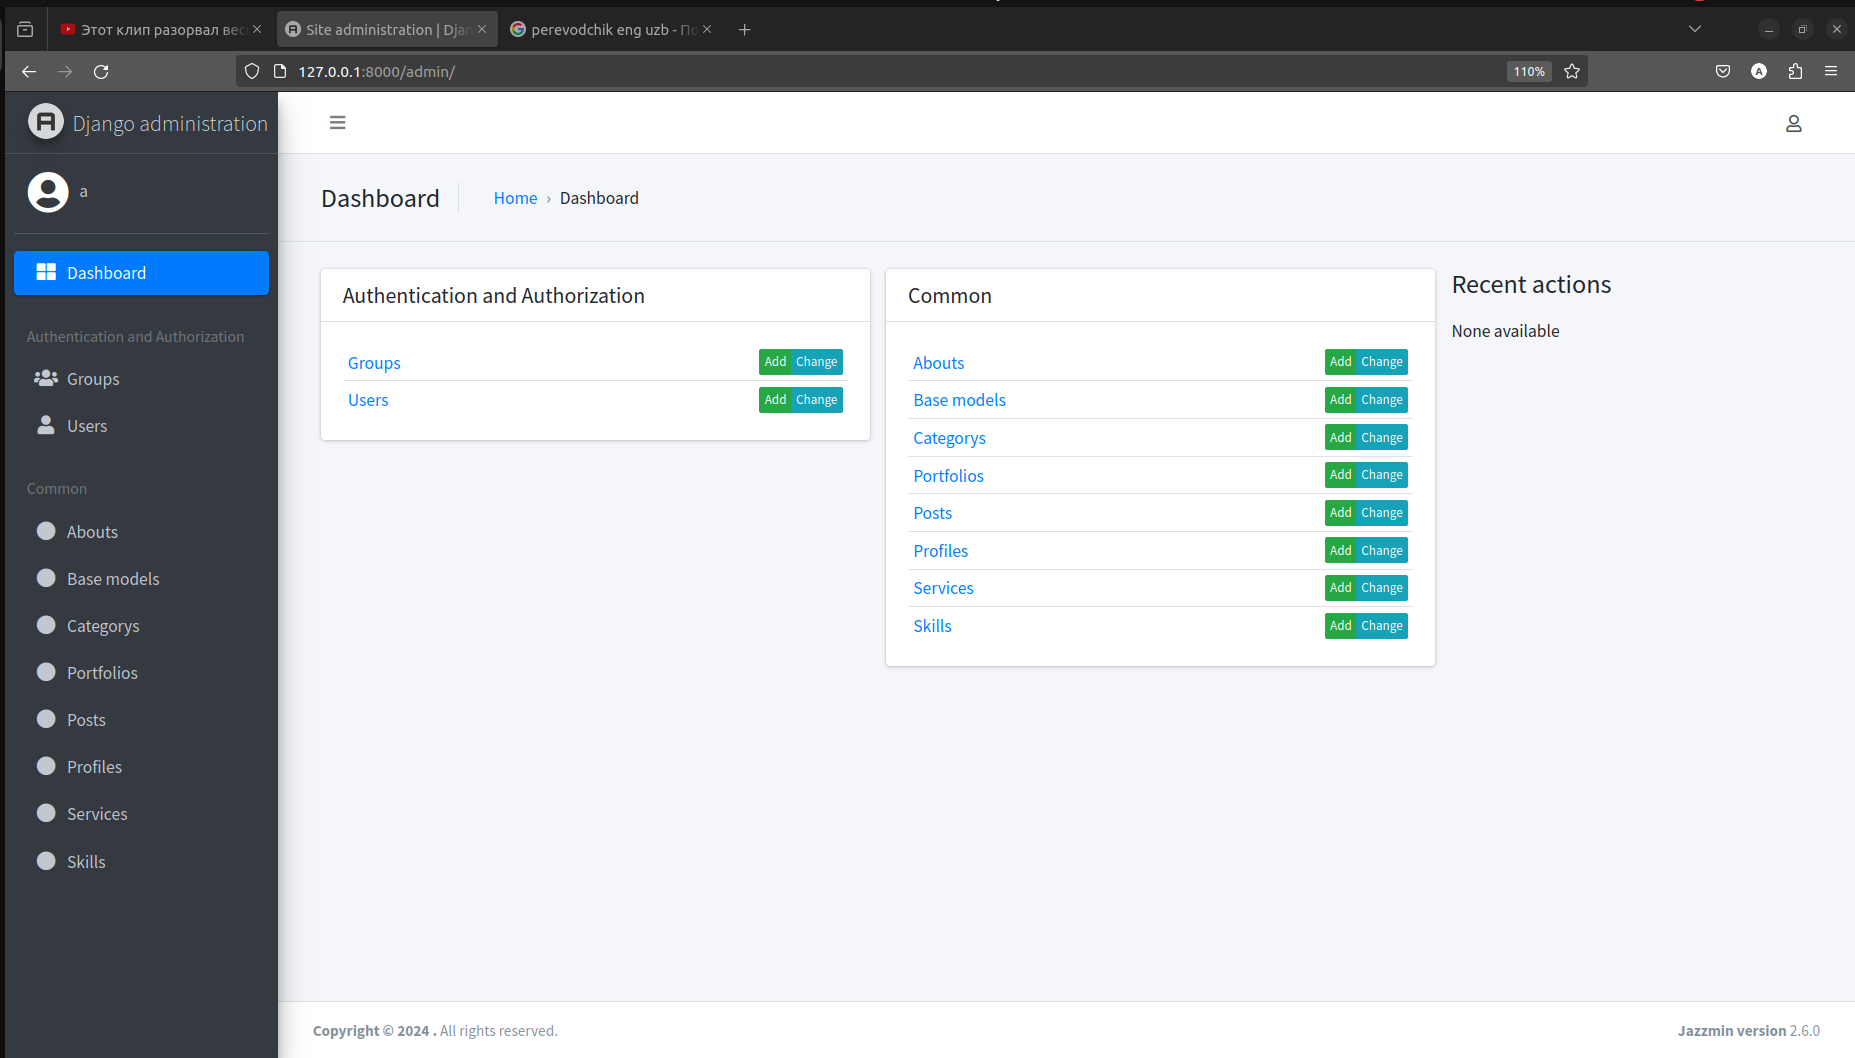 Этот клип разорвал вес
Site administration | Djan
perevodchik eng uzb - По
127.0.0.1:8000/admin/
110%
Django administration
a
Dashboard
Authentication and Authorization
Groups
Users
Common
Abouts
Base models
Categorys
Portfolios
Posts
Profiles
Services
Skills
Dashboard
Home › Dashboard
Authentication and Authorization
Groups Add Change
Users Add Change
Common
Abouts Add Change
Base models Add Change
Categorys Add Change
Portfolios Add Change
Posts Add Change
Profiles Add Change
Services Add Change
Skills Add Change
Recent actions
None available
Copyright © 2024 . All rights reserved.
Jazzmin version 2.6.0